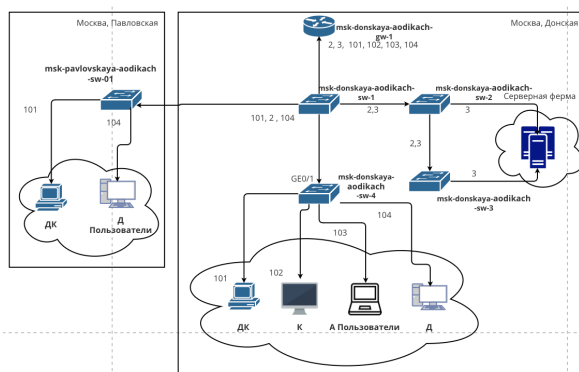 Москва, Павловская
Москва, Донская
msk-donskaya-aodikach-
gw-1
2, 3, 101, 102, 103, 104
msk-pavlovskaya-aodikach
-sw-01
101
104
msk-donskaya-aodikach-
sw-1
101, 2 , 104
2,3
msk-donskaya-aodikach-
sw-2
3
Серверная ферма
2,3
3
msk-donskaya-aodikach
-sw-3
GE0/1
msk-donskaya-
aodikach
-sw-4
104
103
101
102
ДК
Д
Пользователи
ДК
К
А Пользователи
Д